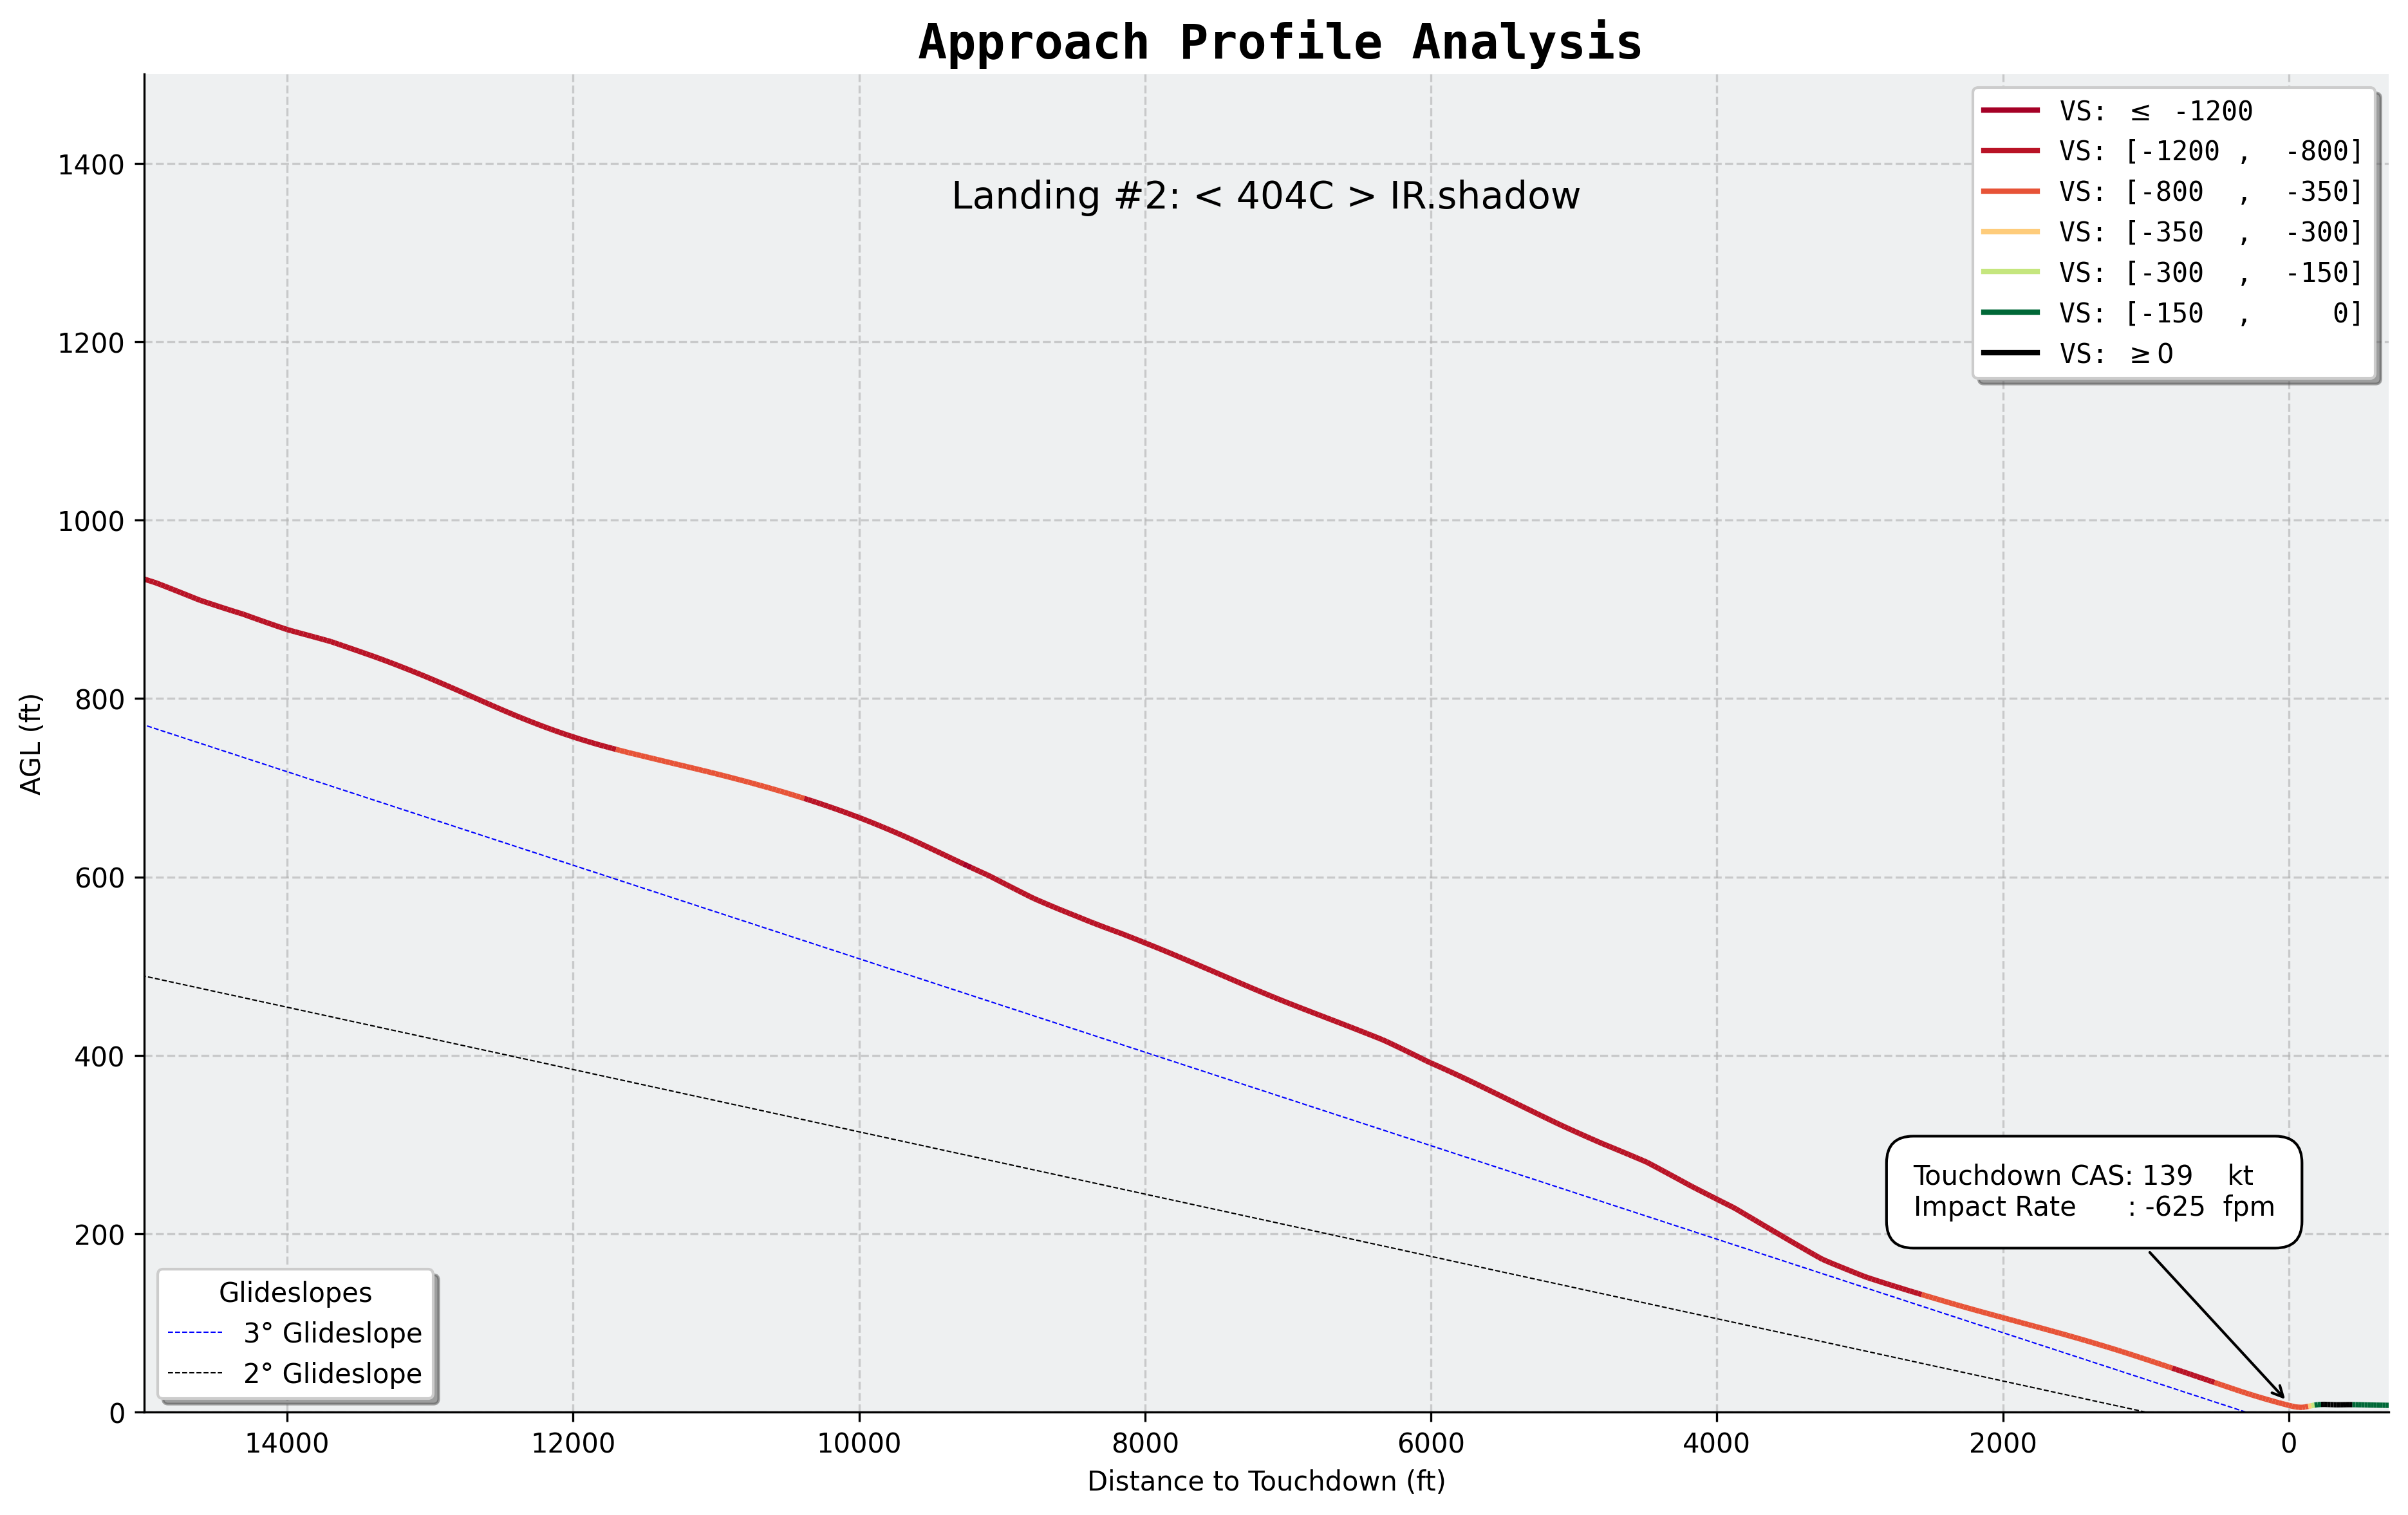 Approach Profile Analysis
Landing #2: < 404C > IR.shadow
VS: ≤ -1200
VS: [-1200 , -800]
VS: [-800 , -350]
VS: [-350 , -300]
VS: [-300 , -150]
VS: [-150 , 0]
VS: ≥0
AGL (ft)
1400
1200
1000
800
600
400
200
0
Touchdown CAS: 139 kt
Impact Rate : -625 fpm
Glideslopes
3° Glideslope
2° Glideslope
14000 12000 10000 8000 6000 4000 2000 0
Distance to Touchdown (ft)